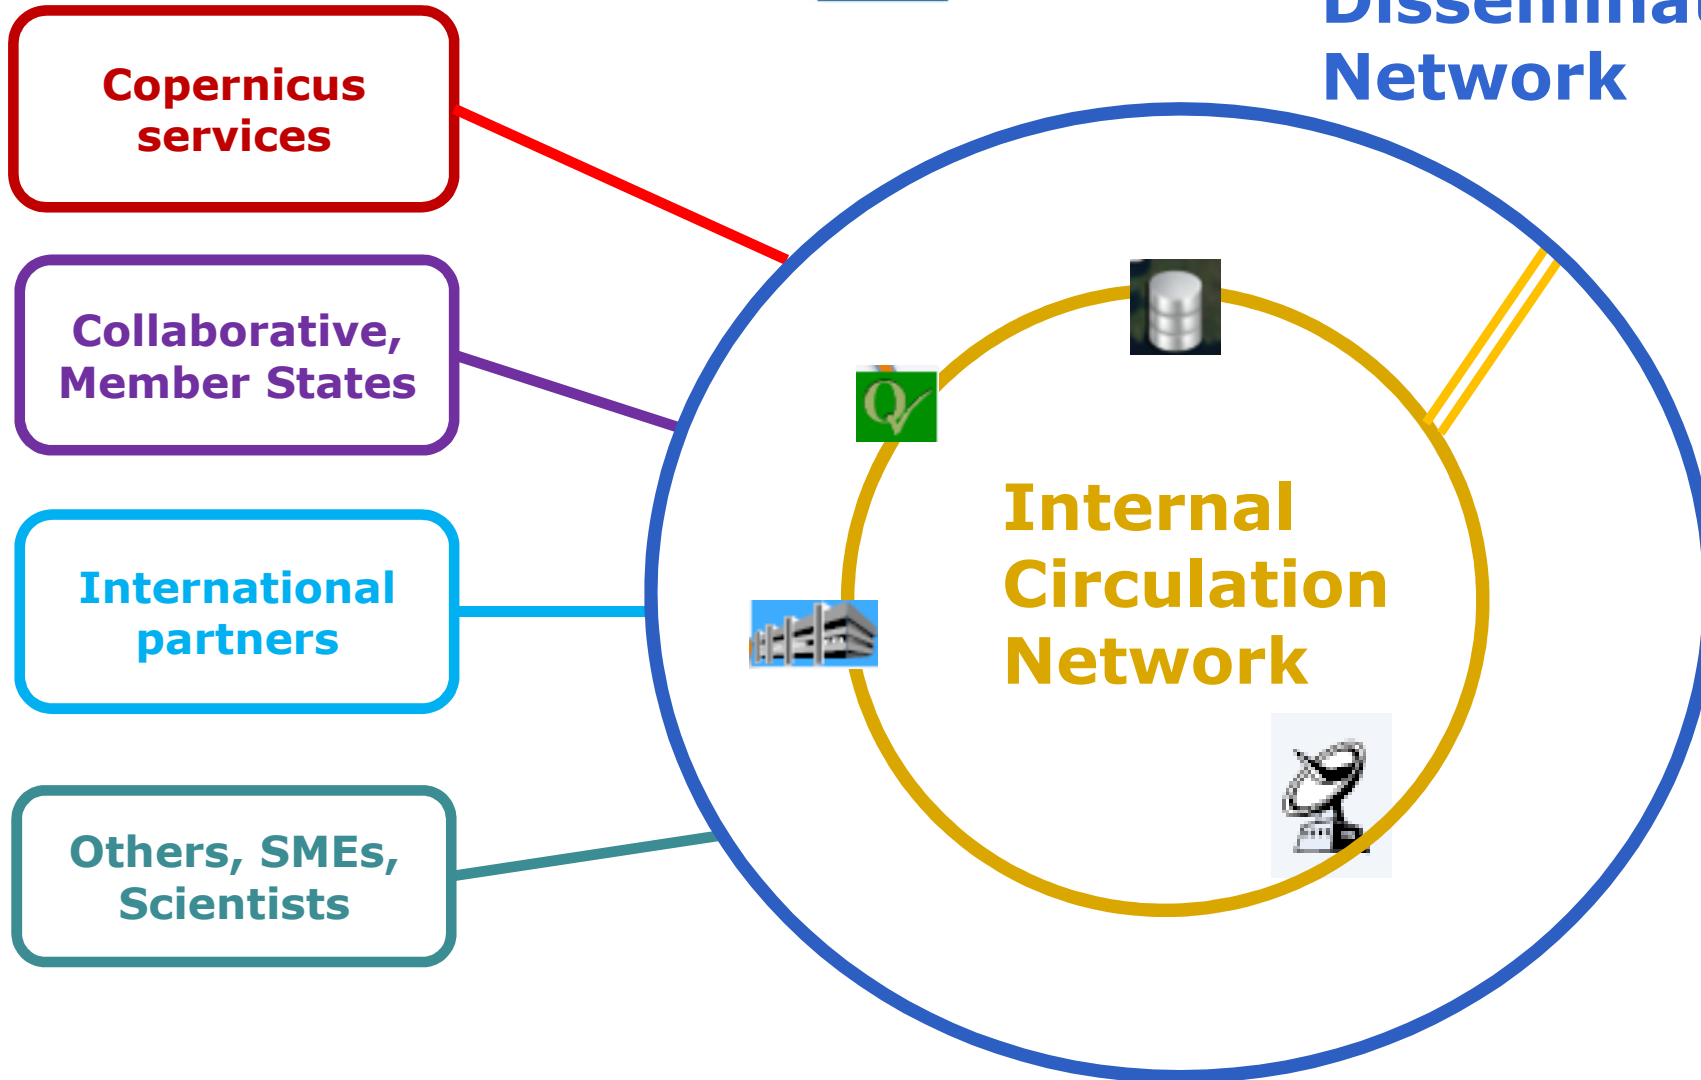 Network
Copernicus
services
Collaborative,
Member States
International
partners
Others, SMEs,
Scientists
Internal
Circulation
Network
Q